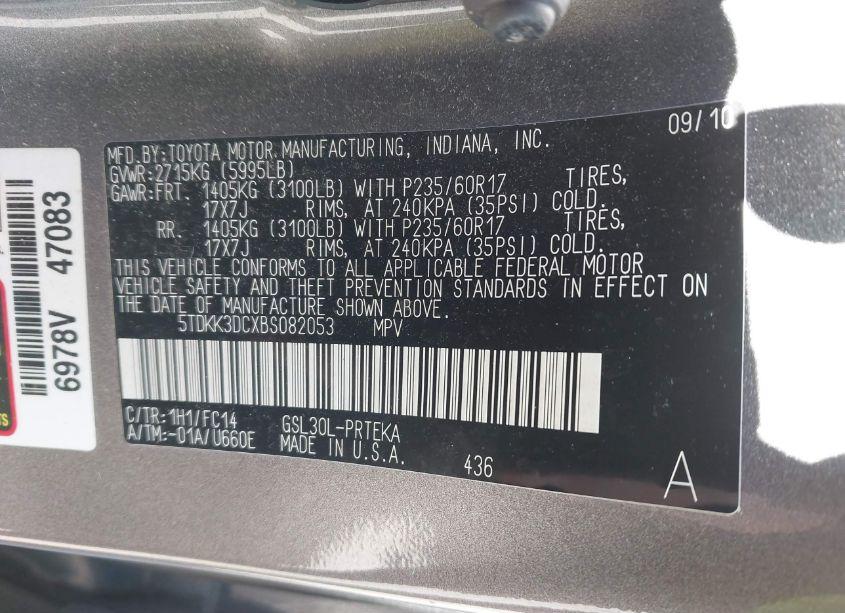 09/10
MFD.BY:TOYOTA MOTOR MANUFACTURING, INDIANA, INC.
GVWR:2715KG (5995LB)
GAWR:FRT. 1405KG (3100LB) WITH P235/60R17 TIRES,
17X7J RIMS, AT 240KPA (35PSI) COLD.
RR. 1405KG (3100LB) WITH P235/60R17 TIRES,
17X7J RIMS, AT 240KPA (35PSI) COLD.
THIS VEHICLE CONFORMS TO ALL APPLICABLE FEDERAL MOTOR
VEHICLE SAFETY AND THEFT PREVENTION STANDARDS IN EFFECT ON
THE DATE OF MANUFACTURE SHOWN ABOVE.
5TDKK3DCXBS082053 MPV
C/TR:1H1/FC14 GSL30L-PRTEKA
A/TM:-01A/U660E MADE IN U.S.A. 436
A
6978V 47083